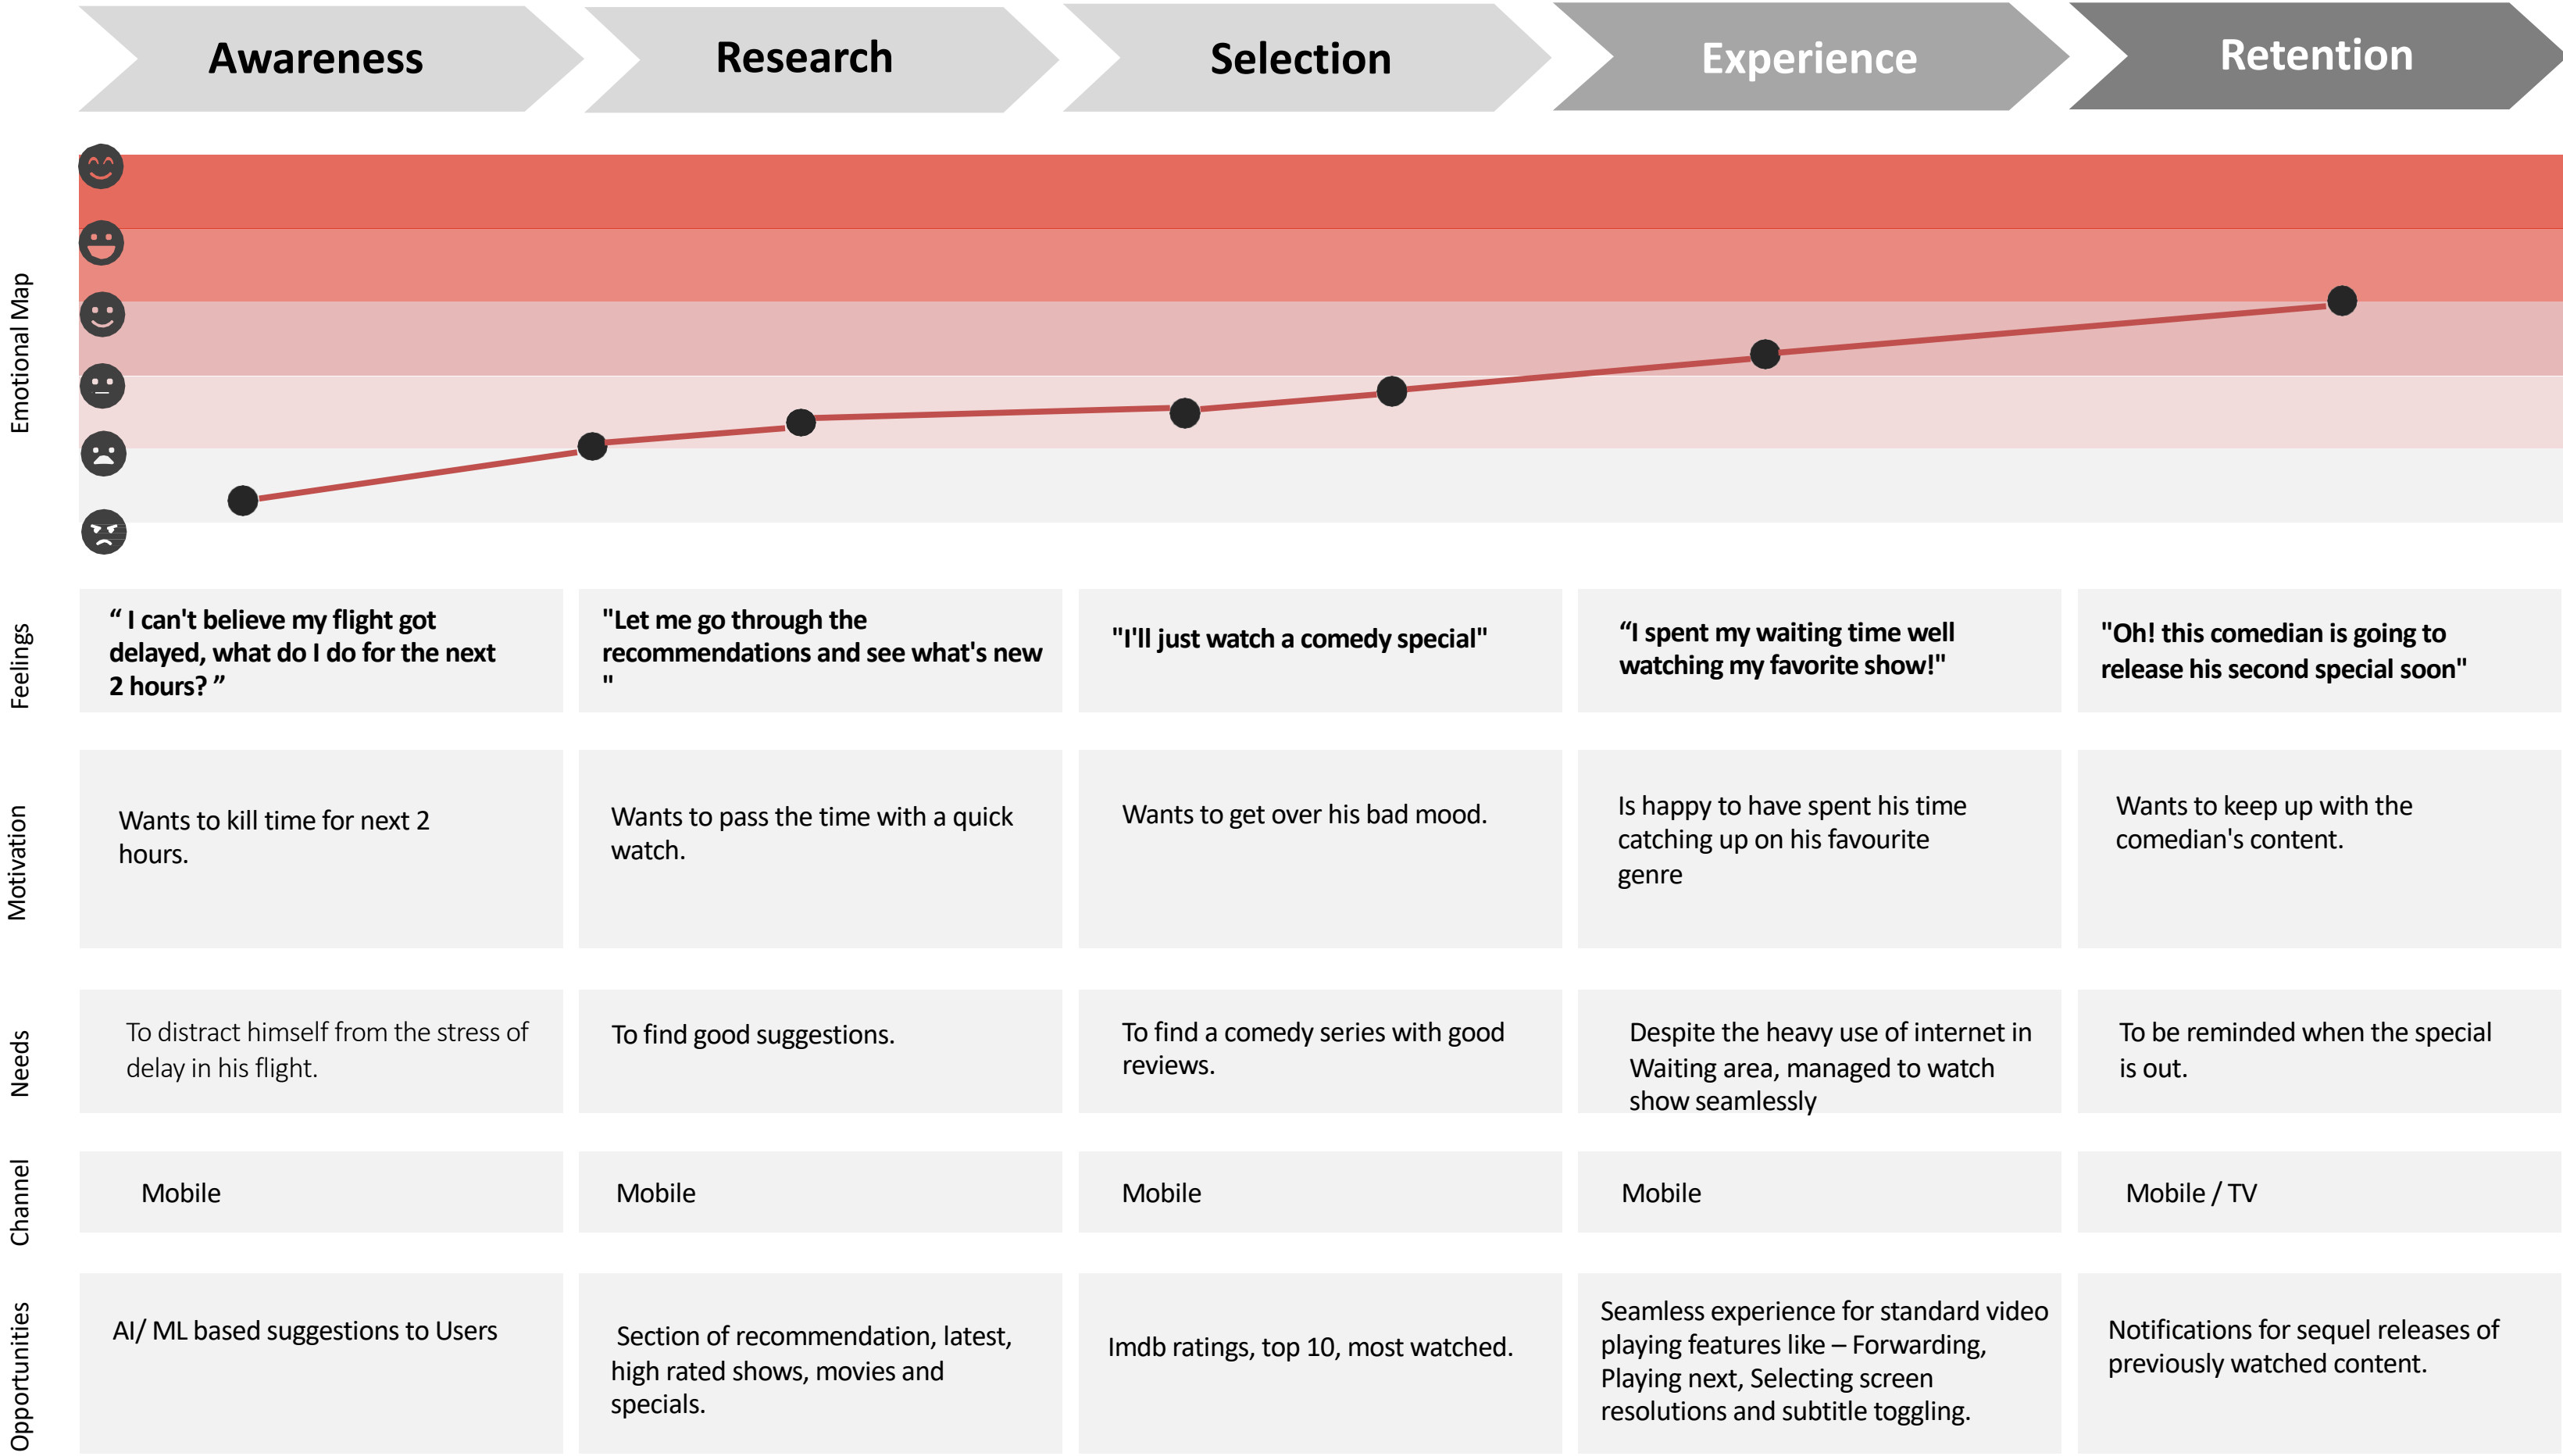 Awareness
Research
Selection
Experience
Retention
Emotional Map
Feelings
“ I can't believe my flight got
delayed, what do I do for the next
2 hours? ”
"Let me go through the
recommendations and see what's new
"
"I'll just watch a comedy special"
“I spent my waiting time well
watching my favorite show!"
"Oh! this comedian is going to
release his second special soon"
Motivation
Wants to kill time for next 2
hours.
Wants to pass the time with a quick
watch.
Wants to get over his bad mood.
Is happy to have spent his time
catching up on his favourite
genre
Wants to keep up with the
comedian's content.
Needs
To distract himself from the stress of
delay in his flight.
To find good suggestions.
To find a comedy series with good
reviews.
Despite the heavy use of internet in
Waiting area, managed to watch
show seamlessly
To be reminded when the special
is out.
Channel
Mobile
Mobile
Mobile
Mobile
Mobile / TV
Opportunities
AI/ ML based suggestions to Users
Section of recommendation, latest,
high rated shows, movies and
specials.
Imdb ratings, top 10, most watched.
Seamless experience for standard video
playing features like – Forwarding,
Playing next, Selecting screen
resolutions and subtitle toggling.
Notifications for sequel releases of
previously watched content.